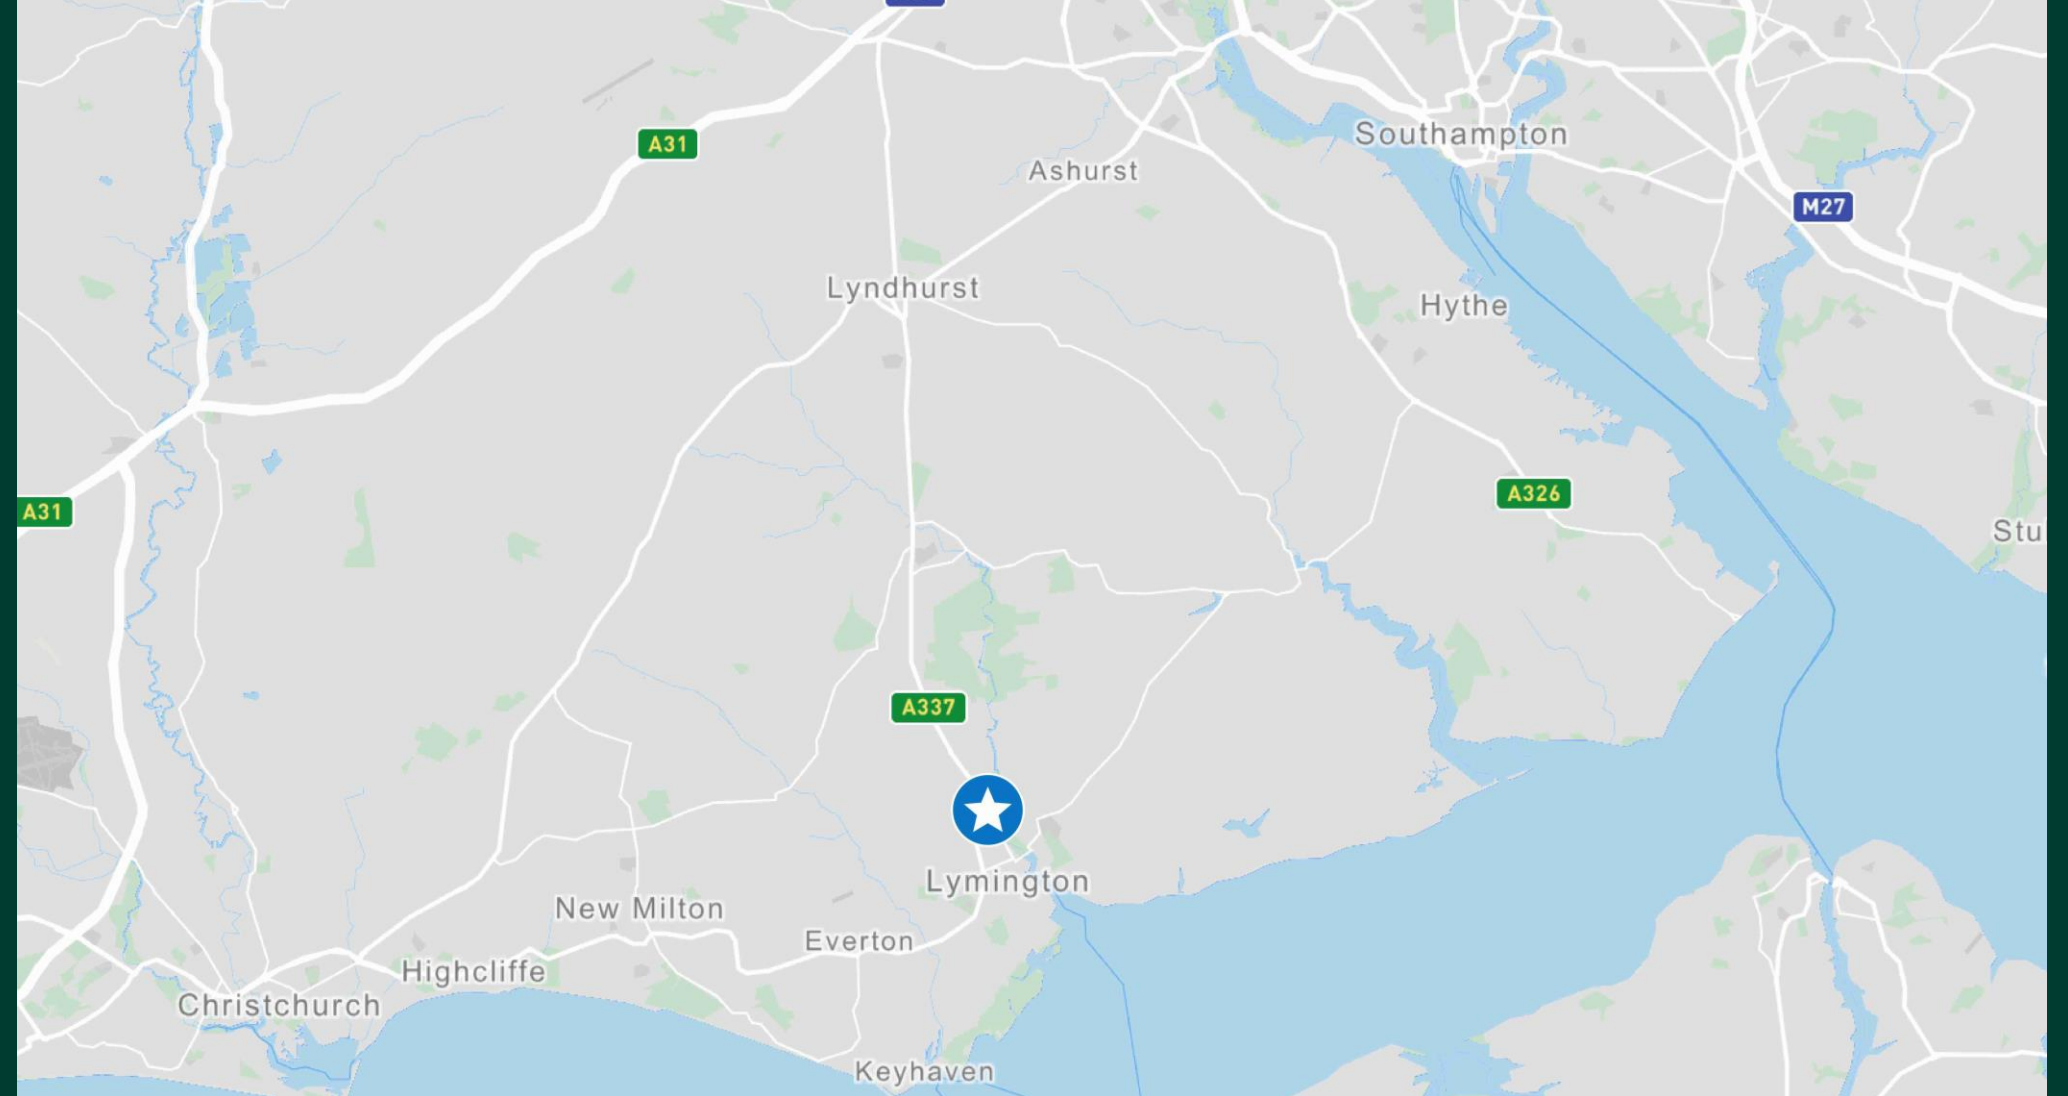 A31
Southampton
Ashurst
M27
Lyndhurst
Hythe
A31
A326
Stu
A337
Lymington
New Milton
Everton
Highcliffe
Christchurch
Keyhaven